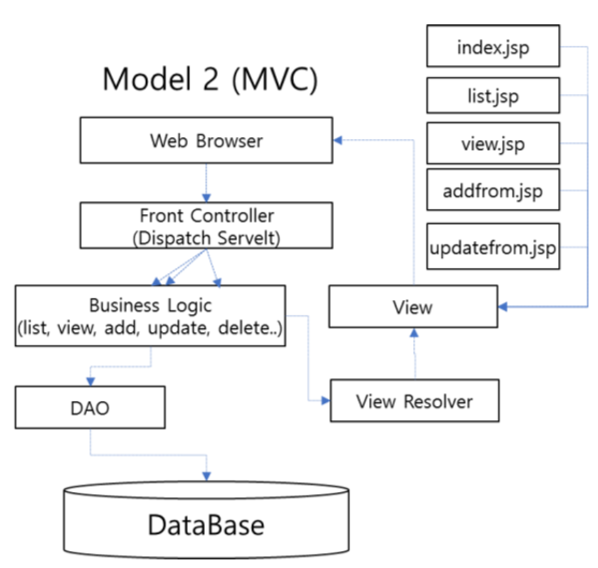 Model 2 (MVC)
Web Browser
Front Controller
(Dispatch Servelt)
Business Logic
(list, view, add, update, delete..)
DAO
DataBase
index.jsp
list.jsp
view.jsp
addfrom.jsp
updatefrom.jsp
View
View Resolver